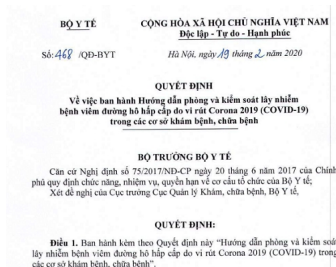 BỘ Y TẾ
CỘNG HÒA XÃ HỘI CHỦ NGHĨA VIỆT NAM
Độc lập - Tự do - Hạnh phúc
Số: 468 /QĐ-BYT
Hà Nội, ngày 19 tháng 2 năm 2020
QUYẾT ĐỊNH
Về việc ban hành Hướng dẫn phòng và kiểm soát lây nhiễm
bệnh viêm đường hô hấp cấp do vi rút Corona 2019 (COVID-19)
trong các cơ sở khám bệnh, chữa bệnh
BỘ TRƯỞNG BỘ Y TẾ
Căn cứ Nghị định số 75/2017/NĐ-CP ngày 20 tháng 6 năm 2017 của Chính
phủ quy định chức năng, nhiệm vụ, quyền hạn và cơ cấu tổ chức của Bộ Y tế;
Xét đề nghị của Cục trưởng Cục Quản lý Khám, chữa bệnh, Bộ Y tế,
QUYẾT ĐỊNH:
Điều 1. Ban hành kèm theo Quyết định này "Hướng dẫn phòng và kiểm soát
lây nhiễm bệnh viêm đường hô hấp cấp do vi rút Corona 2019 (COVID-19) trong
các cơ sở khám bệnh, chữa bệnh".